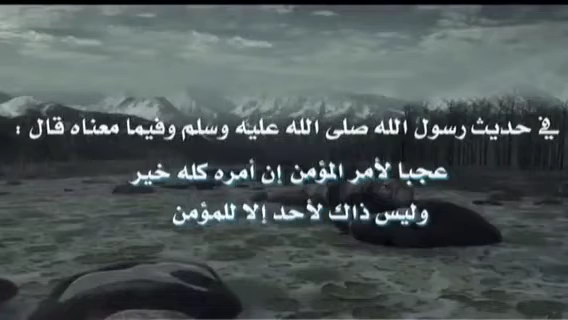 في حديث رسول الله صلى الله عليه وسلم وفيما معناه قال :
عجبا لأمر المؤمن إن أمره كله خير
وليس ذاك لأحد إلا للمؤمن